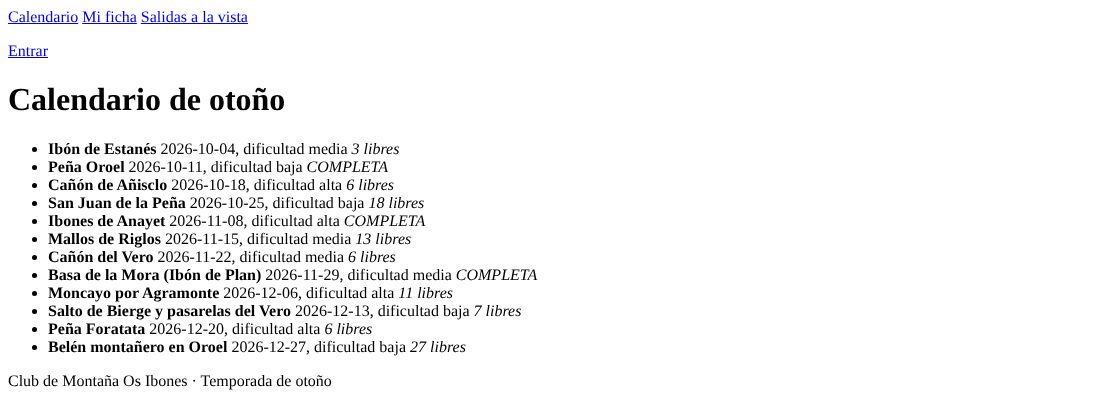 Calendario Mi ficha Salidas a la vista
Entrar
Calendario de otoño
Ibón de Estanés 2026-10-04, dificultad media 3 libres
Peña Oroel 2026-10-11, dificultad baja COMPLETA
Cañón de Añisclo 2026-10-18, dificultad alta 6 libres
San Juan de la Peña 2026-10-25, dificultad baja 18 libres
Ibones de Anayet 2026-11-08, dificultad alta COMPLETA
Mallos de Riglos 2026-11-15, dificultad media 13 libres
Cañón del Vero 2026-11-22, dificultad media 6 libres
Basa de la Mora (Ibón de Plan) 2026-11-29, dificultad media COMPLETA
Moncayo por Agramonte 2026-12-06, dificultad alta 11 libres
Salto de Bierge y pasarelas del Vero 2026-12-13, dificultad baja 7 libres
Peña Foratata 2026-12-20, dificultad alta 6 libres
Belén montañero en Oroel 2026-12-27, dificultad baja 27 libres
Club de Montaña Os Ibones · Temporada de otoño